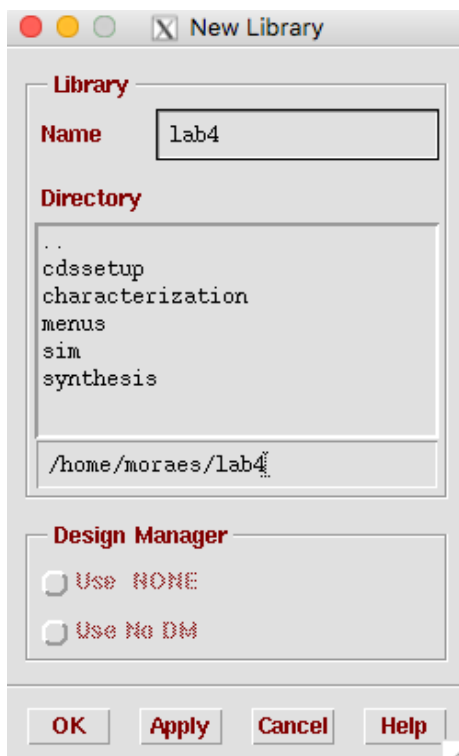 New Library
Library
Name lab4
Directory
..
cdssetup
characterization
menus
sim
synthesis
/home/moraes/lab4
Design Manager
Use NONE
Use No DM
OK Apply Cancel Help